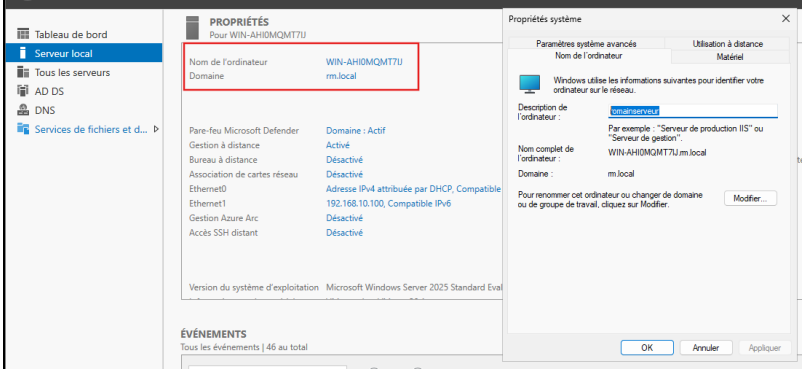 Tableau de bord
Serveur local
Tous les serveurs
AD DS
DNS
Services de fichiers et d...
PROPRIÉTÉS
Pour WIN-AHI0MQMT7IJ
Nom de l'ordinateur WIN-AHI0MQMT7IJ
Domaine rm.local
Pare-feu Microsoft Defender Domaine : Actif
Gestion à distance Activé
Bureau à distance Désactivé
Association de cartes réseau Désactivé
Ethernet0 Adresse IPv4 attribuée par DHCP, Compatible
Ethernet1 192.168.10.100, Compatible IPv6
Gestion Azure Arc Désactivé
Accès SSH distant Désactivé
Version du système d'exploitation Microsoft Windows Server 2025 Standard Eval
ÉVÉNEMENTS
Tous les événements | 46 au total
Propriétés système
Paramètres système avancés Utilisation à distance
Nom de l'ordinateur Matériel
Windows utilise les informations suivantes pour identifier votre
ordinateur sur le réseau.
Description de
l'ordinateur :
romainserveur
Par exemple : "Serveur de production IIS" ou
"Serveur de gestion".
Nom complet de
l'ordinateur :
WIN-AHI0MQMT7IJ.rm.local
Domaine : rm.local
Pour renommer cet ordinateur ou changer de domaine
ou de groupe de travail, cliquez sur Modifier.
Modifier...
OK Annuler Appliquer